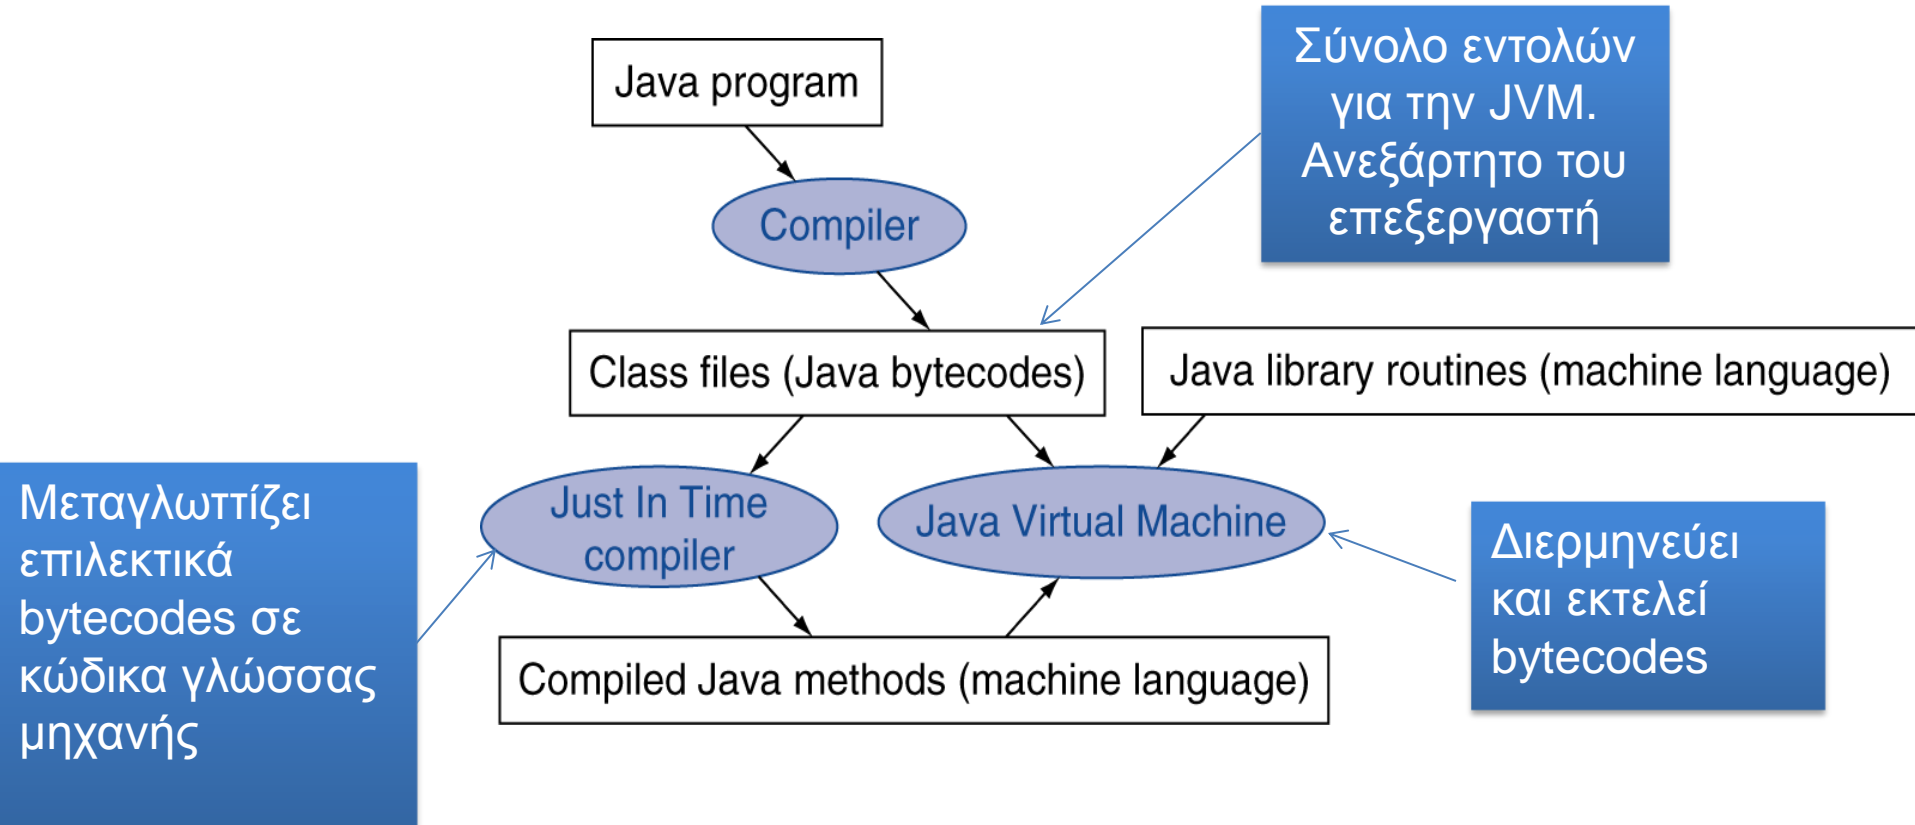 Java program
Σύνολο εντολών
για την JVM.
Ανεξάρτητο του
επεξεργαστή
Compiler
Class files (Java bytecodes)
Java library routines (machine language)
Μεταγλωττίζει
επιλεκτικά
bytecodes σε
κώδικα γλώσσας
μηχανής
Just In Time
compiler
Java Virtual Machine
Διερμηνεύει
και εκτελεί
bytecodes
Compiled Java methods (machine language)